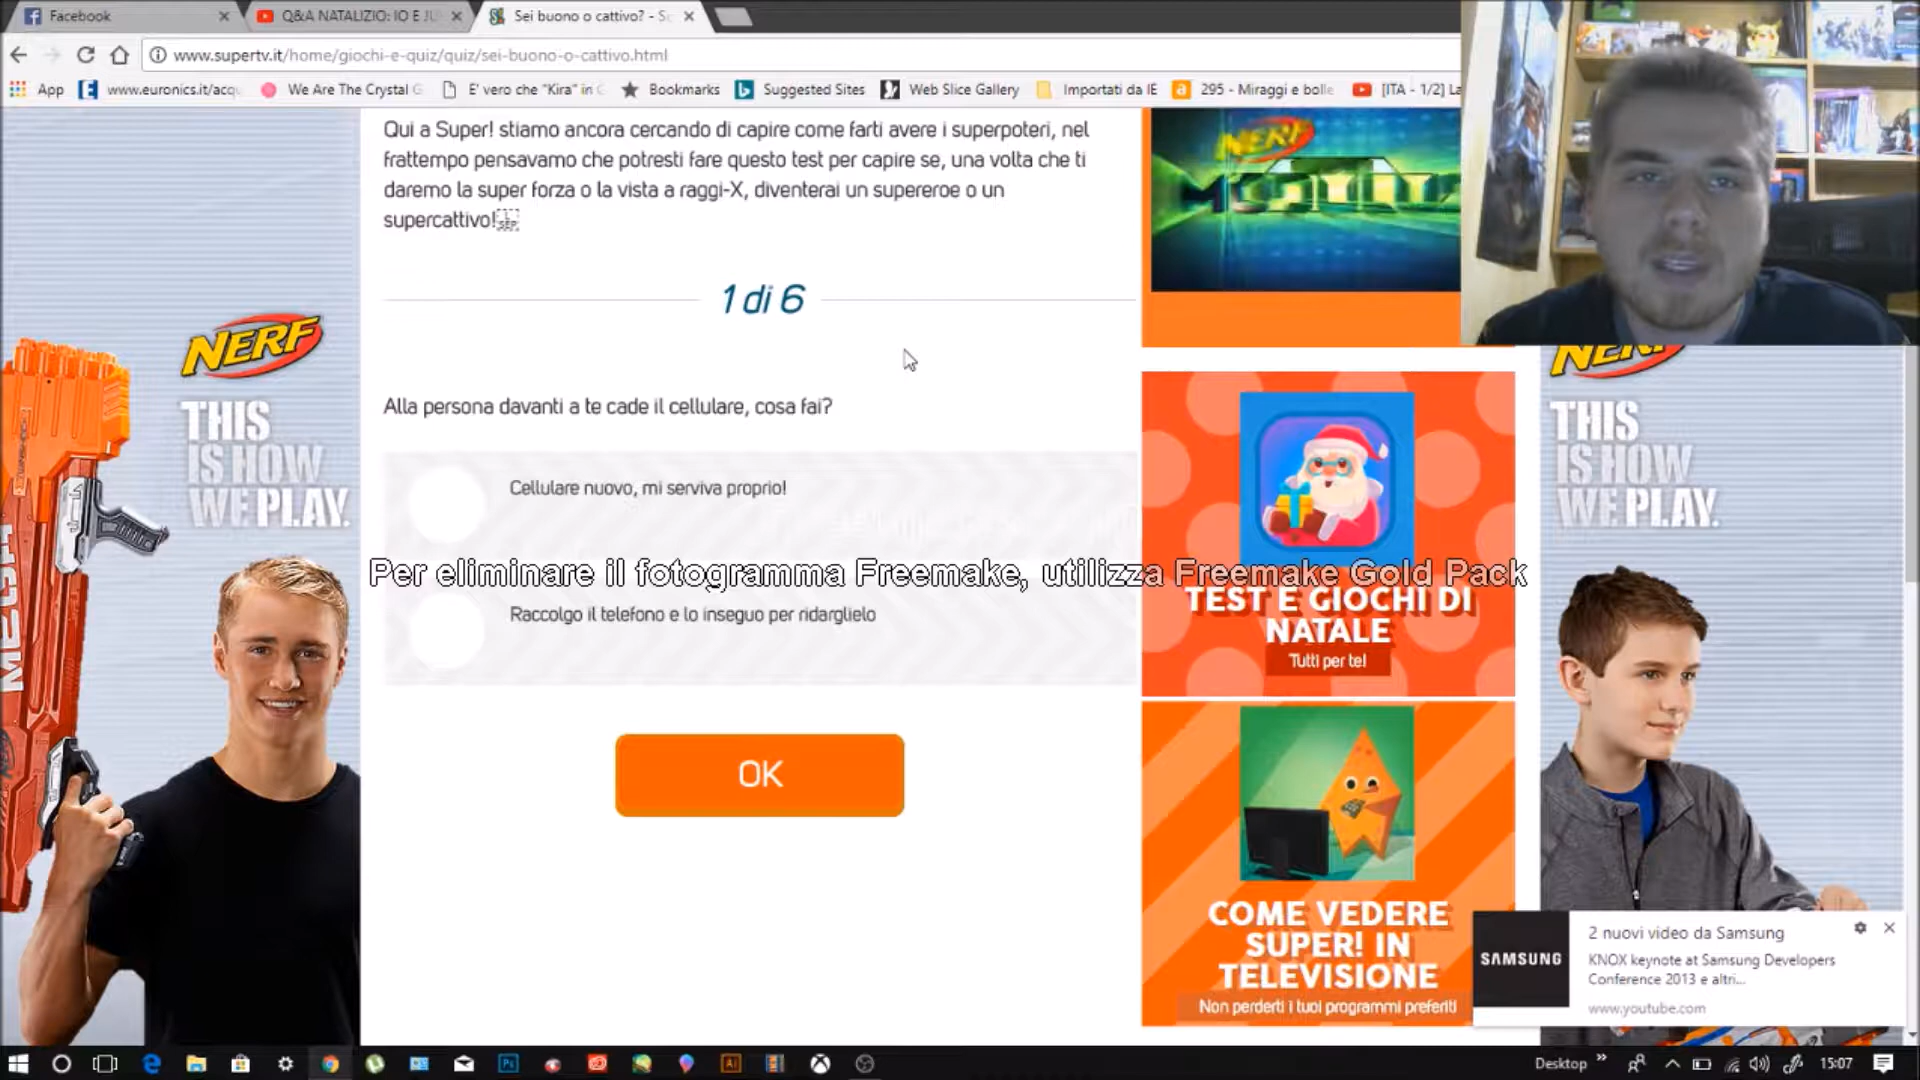 Facebook
Q&A NATALIZIO: IO E JU
Sei buono o cattivo? - S
www.supertv.it/home/giochi-e-quiz/quiz/sei-buono-o-cattivo.html
App
www.euronics.it/acqu
We Are The Crystal G
E' vero che "Kira" in C
Bookmarks
Suggested Sites
Web Slice Gallery
Importati da IE
295 - Miraggi e bolle
[ITA - 1/2] La
Qui a Super! stiamo ancora cercando di capire come farti avere i superpoteri, nel
frattempo pensavamo che potresti fare questo test per capire se, una volta che ti
daremo la super forza o la vista a raggi-X, diventerai un supereroe o un
supercattivo!
1 di 6
Alla persona davanti a te cade il cellulare, cosa fai?
Cellulare nuovo, mi serviva proprio!
Per eliminare il fotogramma Freemake, utilizza Freemake Gold Pack
Raccolgo il telefono e lo inseguo per ridarglielo
OK
NERF
THIS
IS HOW
WE PLAY.
MEGA
NERF
TEST E GIOCHI DI
NATALE
Tutti per te!
COME VEDERE
SUPER! IN
TELEVISIONE
Non perderti i tuoi programmi preferiti
NERF
THIS
IS HOW
WE PLAY.
SAMSUNG
2 nuovi video da Samsung
KNOX keynote at Samsung Developers
Conference 2013 e altri...
www.youtube.com
Desktop
15:07